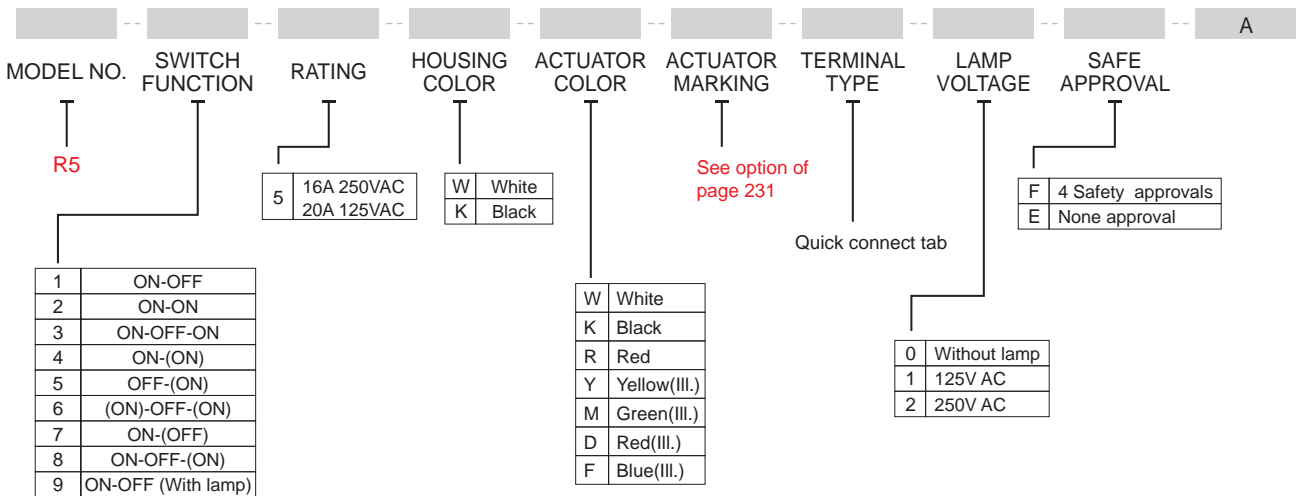 A
MODEL NO.
SWITCH
FUNCTION
RATING
HOUSING
COLOR
ACTUATOR
COLOR
ACTUATOR
MARKING
TERMINAL
TYPE
LAMP
VOLTAGE
SAFE
APPROVAL
R5
5 16A 250VAC
20A 125VAC
W White
K Black
See option of
page 231
F 4 Safety approvals
E None approval
Quick connect tab
1 ON-OFF
2 ON-ON
3 ON-OFF-ON
4 ON-(ON)
5 OFF-(ON)
6 (ON)-OFF-(ON)
7 ON-(OFF)
8 ON-OFF-(ON)
9 ON-OFF (With lamp)
W White
K Black
R Red
Y Yellow(Ill.)
M Green(Ill.)
D Red(Ill.)
F Blue(Ill.)
0 Without lamp
1 125V AC
2 250V AC